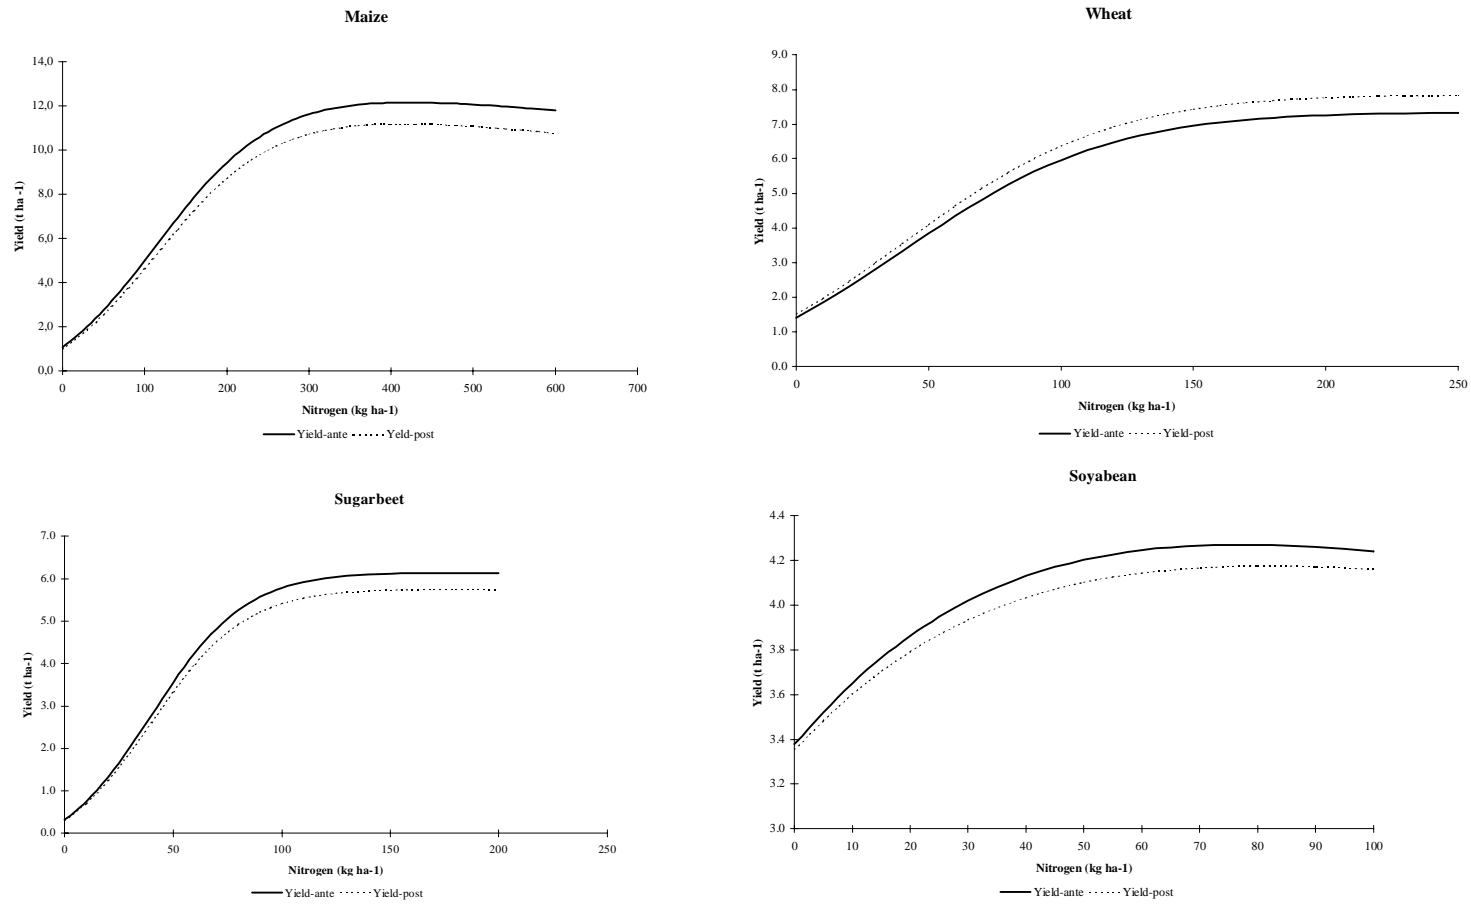 Maize
14,0
12,0
10,0
8,0
6,0
4,0
2,0
0,0
Yield (t ha -1)
0 100 200 300 400 500 600 700
Nitrogen (kg ha-1)
Yield-ante Yeld-post
Wheat
9.0
8.0
7.0
6.0
5.0
4.0
3.0
2.0
1.0
0.0
Yield (t ha-1)
0 50 100 150 200 250
Nitrogen (kg ha-1)
Yield-ante Yield-post
Sugarbeet
7.0
6.0
5.0
4.0
3.0
2.0
1.0
0.0
Yield (t ha-1)
0 50 100 150 200 250
Nitrogen (kg ha-1)
Yield-ante Yield-post
Soyabean
4.4
4.2
4.0
3.8
3.6
3.4
3.2
3.0
Yield (t ha-1)
0 10 20 30 40 50 60 70 80 90 100
Nitrogen (kg ha-1)
Yield-ante Yield-post